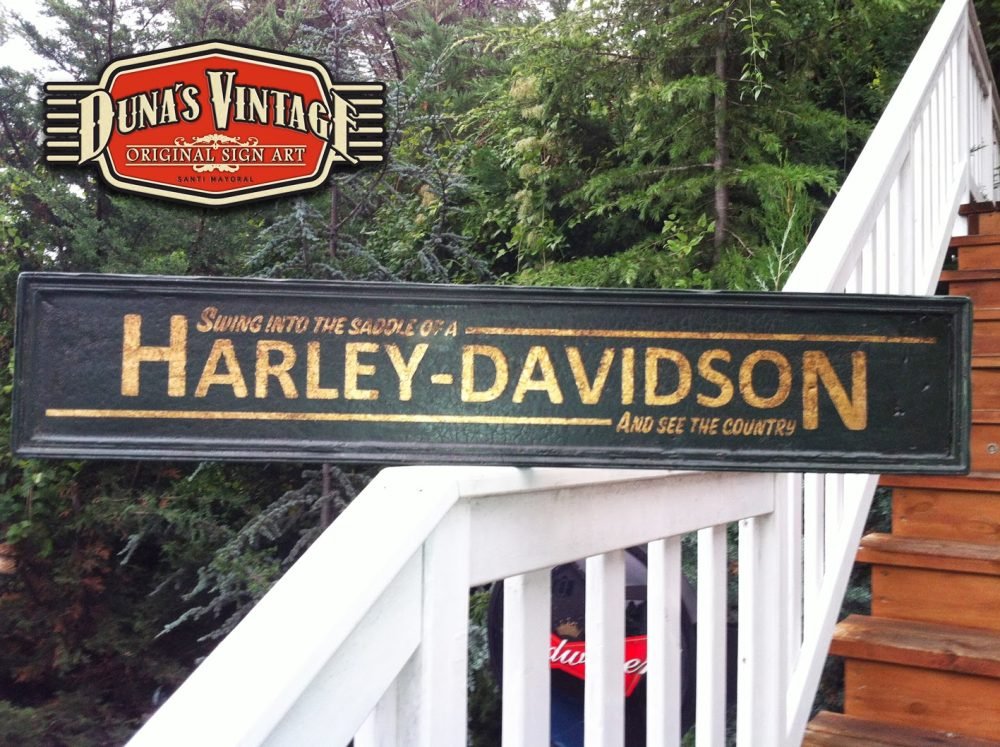 DUNA'S VINTAGE
ORIGINAL SIGN ART
SANTI MAYORAL
SWING INTO THE SADDLE OF A
HARLEY-DAVIDSON
AND SEE THE COUNTRY